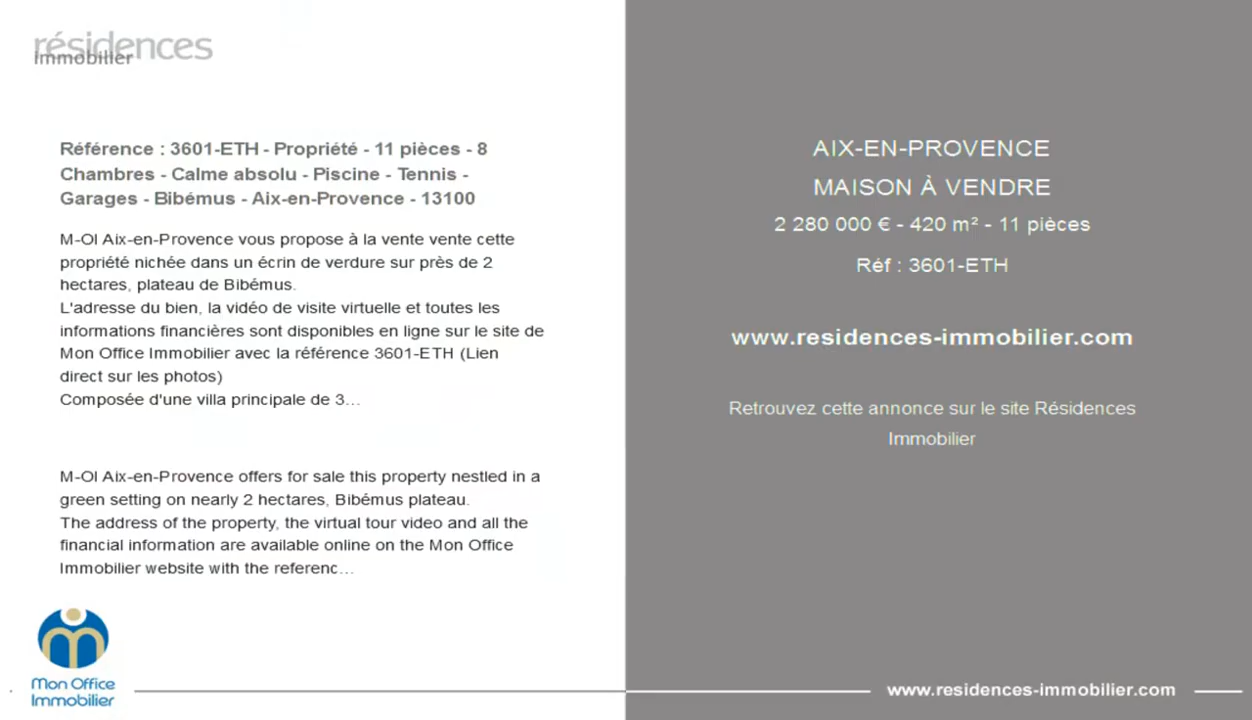 résidences
immobilier
Référence : 3601-ETH - Propriété - 11 pièces - 8
Chambres - Calme absolu - Piscine - Tennis -
Garages - Bibémus - Aix-en-Provence - 13100
M-OI Aix-en-Provence vous propose à la vente vente cette
propriété nichée dans un écrin de verdure sur près de 2
hectares, plateau de Bibémus.
L'adresse du bien, la vidéo de visite virtuelle et toutes les
informations financières sont disponibles en ligne sur le site de
Mon Office Immobilier avec la référence 3601-ETH (Lien
direct sur les photos)
Composée d'une villa principale de 3...
M-OI Aix-en-Provence offers for sale this property nestled in a
green setting on nearly 2 hectares, Bibémus plateau.
The address of the property, the virtual tour video and all the
financial information are available online on the Mon Office
Immobilier website with the referenc...
Mon Office
Immobilier
AIX-EN-PROVENCE
MAISON À VENDRE
2 280 000 € - 420 m² - 11 pièces
Réf : 3601-ETH
www.residences-immobilier.com
Retrouvez cette annonce sur le site Résidences
Immobilier
www.residences-immobilier.com